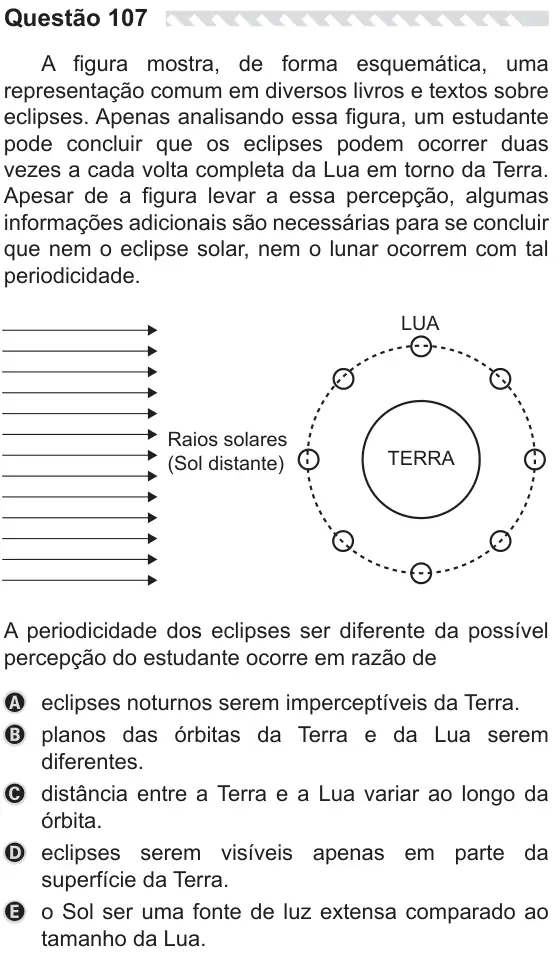 Questão 107
A figura mostra, de forma esquemática, uma
representação comum em diversos livros e textos sobre
eclipses. Apenas analisando essa figura, um estudante
pode concluir que os eclipses podem ocorrer duas
vezes a cada volta completa da Lua em torno da Terra.
Apesar de a figura levar a essa percepção, algumas
informações adicionais são necessárias para se concluir
que nem o eclipse solar, nem o lunar ocorrem com tal
periodicidade.
LUA
Raios solares
(Sol distante)
TERRA
A periodicidade dos eclipses ser diferente da possível
percepção do estudante ocorre em razão de
A eclipses noturnos serem imperceptíveis da Terra.
B planos das órbitas da Terra e da Lua serem
diferentes.
C distância entre a Terra e a Lua variar ao longo da
órbita.
D eclipses serem visíveis apenas em parte da
superfície da Terra.
E o Sol ser uma fonte de luz extensa comparado ao
tamanho da Lua.